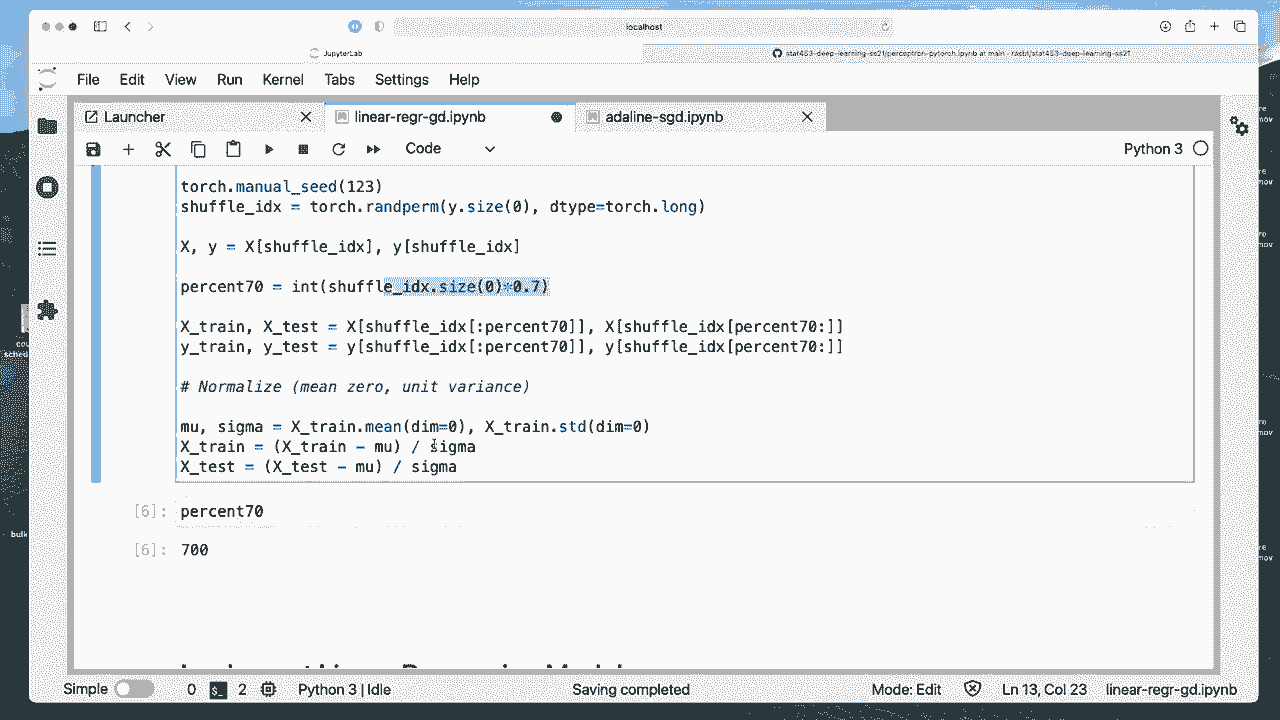 localhost
JupyterLab
stat453-deep-learning-ss21/perceptron-pytorch.ipynb at main · rasbt/stat453-deep-learning-ss21
File Edit View Run Kernel Tabs Settings Help
Launcher
linear-regr-gd.ipynb
adaline-sgd.ipynb
Code
Python 3
torch.manual_seed(123)
shuffle_idx = torch.randperm(y.size(0), dtype=torch.long)
X, y = X[shuffle_idx], y[shuffle_idx]
percent70 = int(shuffle_idx.size(0)*0.7)
X_train, X_test = X[shuffle_idx[:percent70]], X[shuffle_idx[percent70:]]
y_train, y_test = y[shuffle_idx[:percent70]], y[shuffle_idx[percent70:]]
# Normalize (mean zero, unit variance)
mu, sigma = X_train.mean(dim=0), X_train.std(dim=0)
X_train = (X_train - mu) / sigma
X_test = (X_test - mu) / sigma
[6]: percent70
[6]: 700
Simple 0 2 Python 3 | Idle Saving completed Mode: Edit Ln 13, Col 23 linear-regr-gd.ipynb